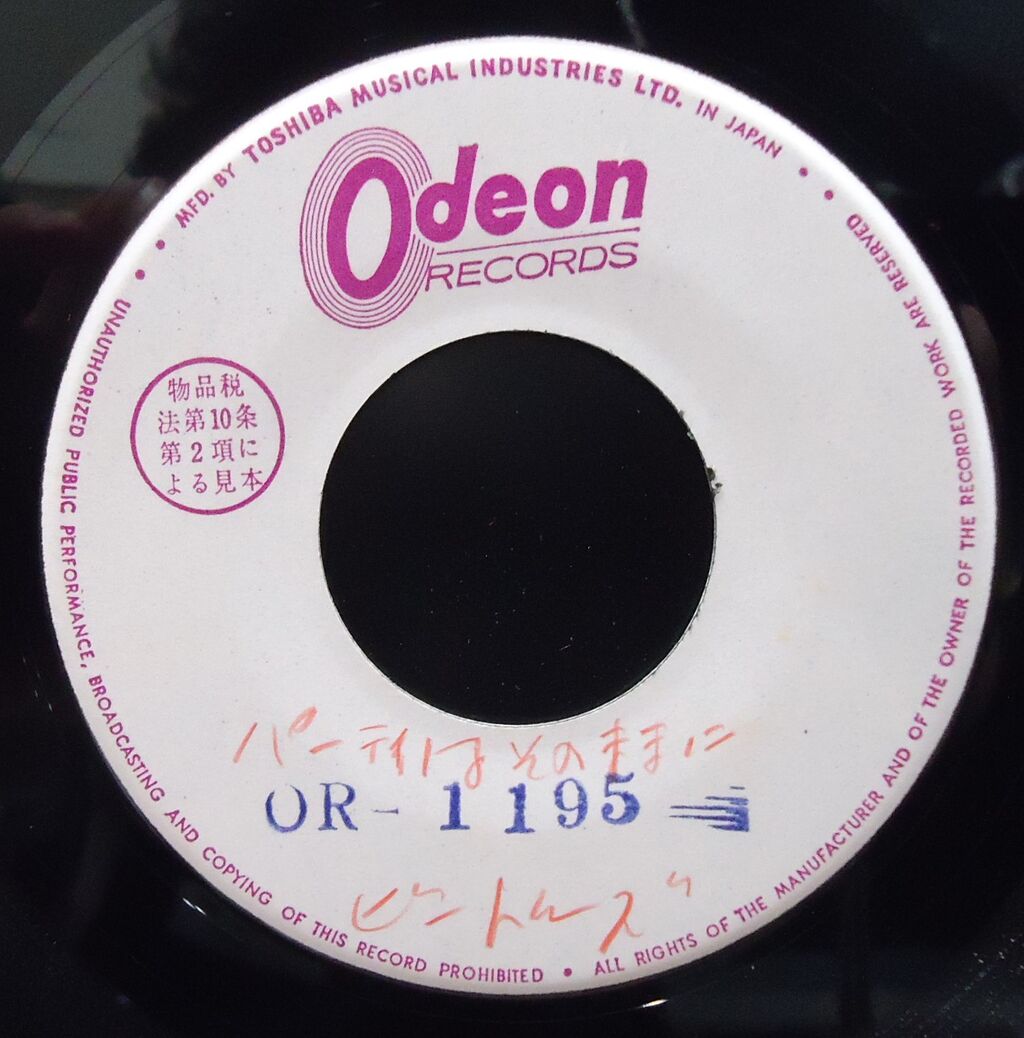 MFD. BY TOSHIBA MUSICAL INDUSTRIES LTD. IN JAPAN
Odeon
RECORDS
物品税
法第10条
第2項に
よる見本
パーティはそのままに
OR-1195
ビートルズ
UNAUTHORIZED PUBLIC PERFORMANCE, BROADCASTING AND COPYING OF THIS RECORD PROHIBITED • ALL RIGHTS OF THE MANUFACTURER AND OF THE OWNER OF THE RECORDED WORK ARE RESERVED